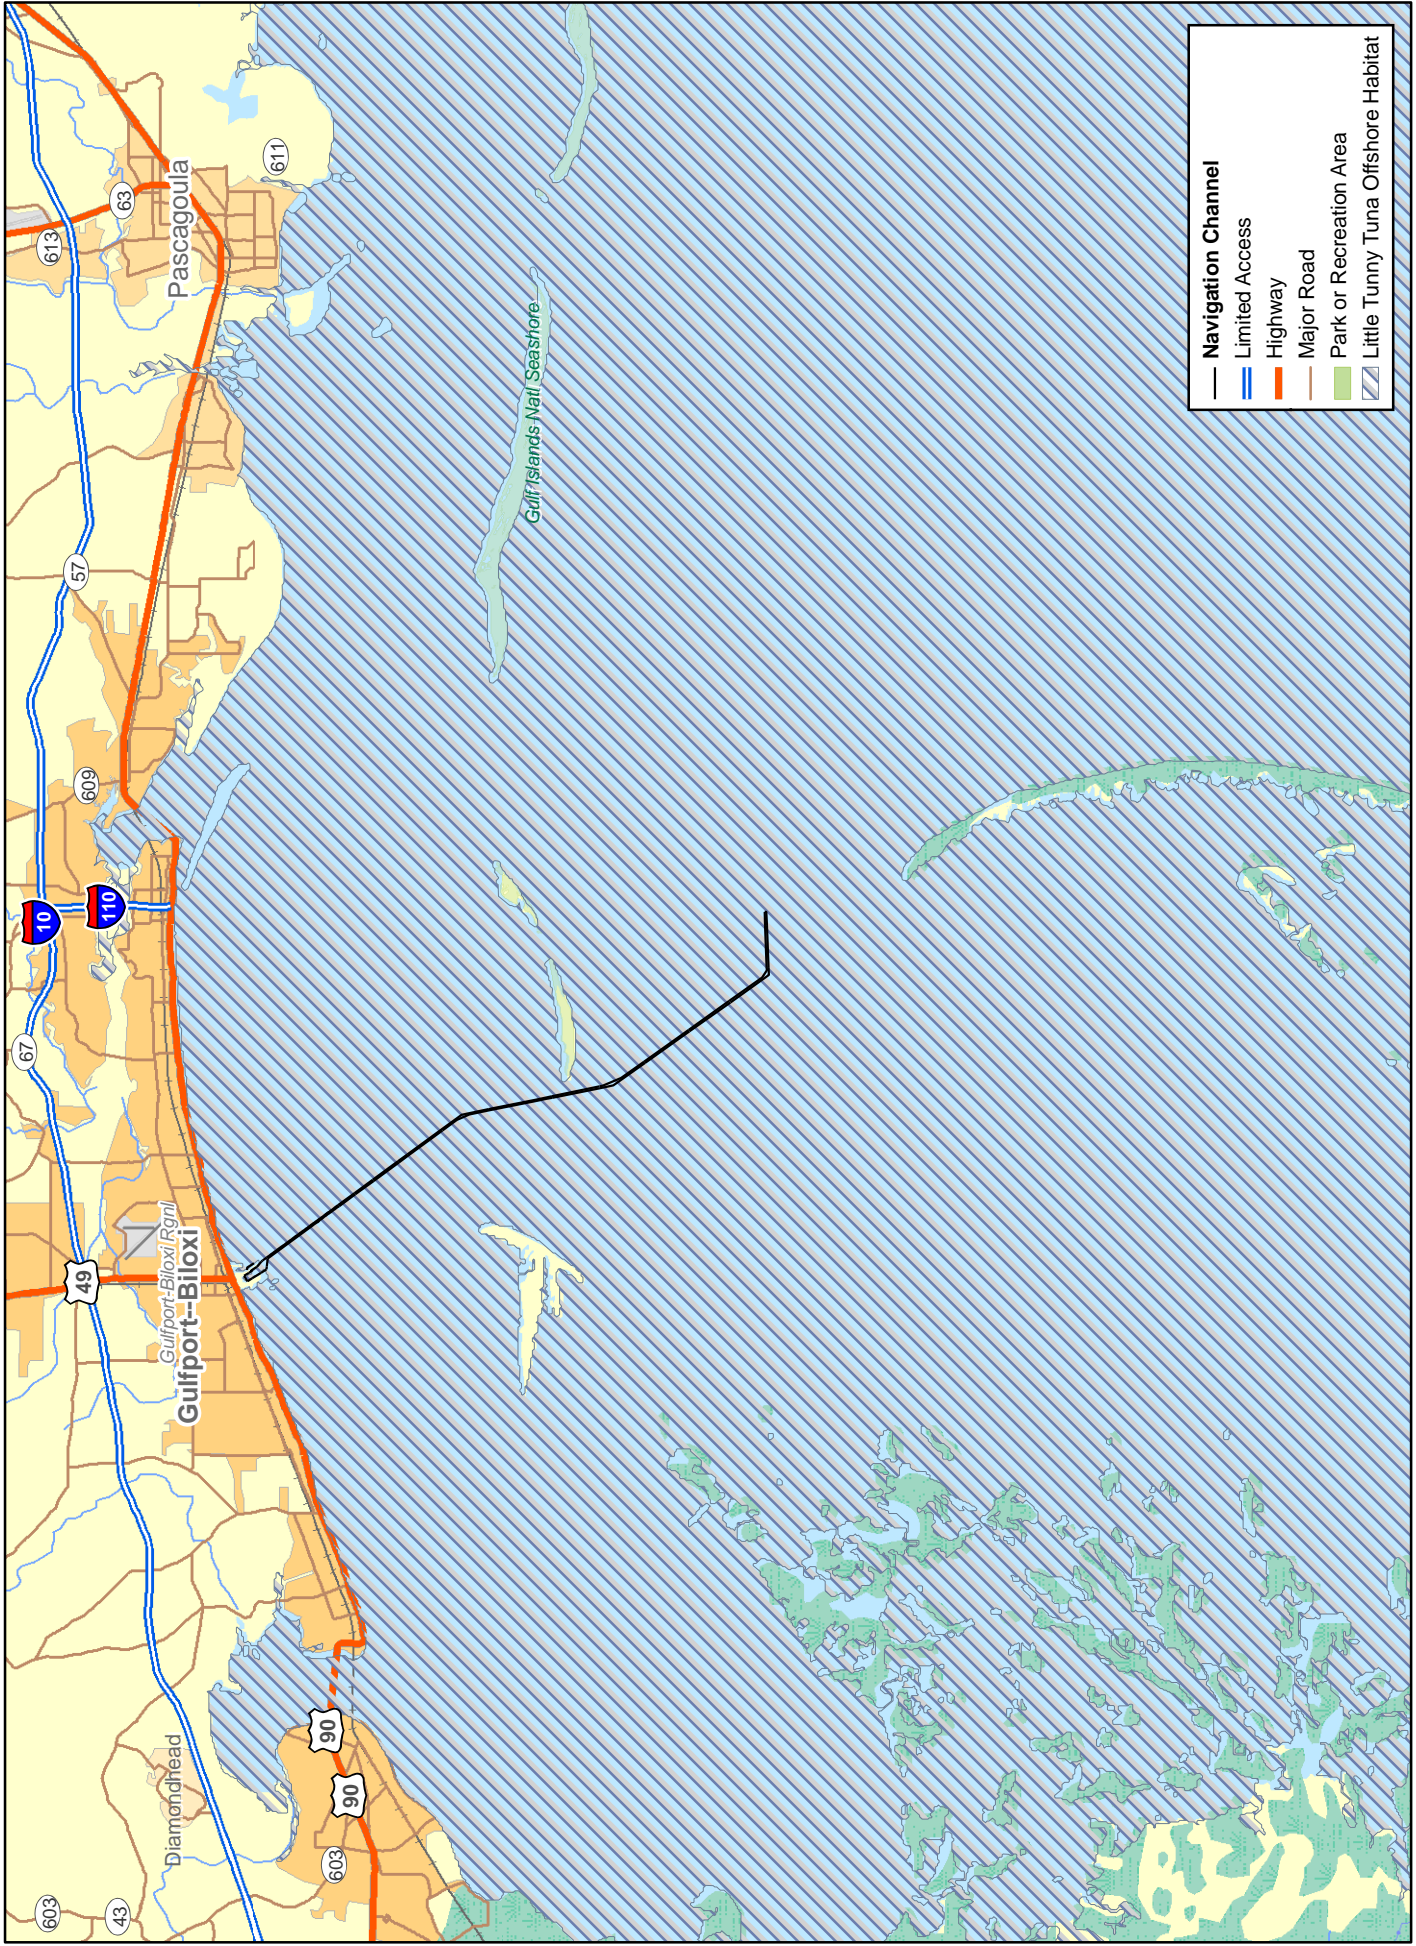 603
43
Diamondhead
603
90
90
49
Gulfport-Biloxi Rgnl
Gulfport--Biloxi
67
10
110
609
57
Gulf Islands Natl Seashore
613
63
Pascagoula
611
Navigation Channel
Limited Access
Highway
Major Road
Park or Recreation Area
Little Tunny Tuna Offshore Habitat